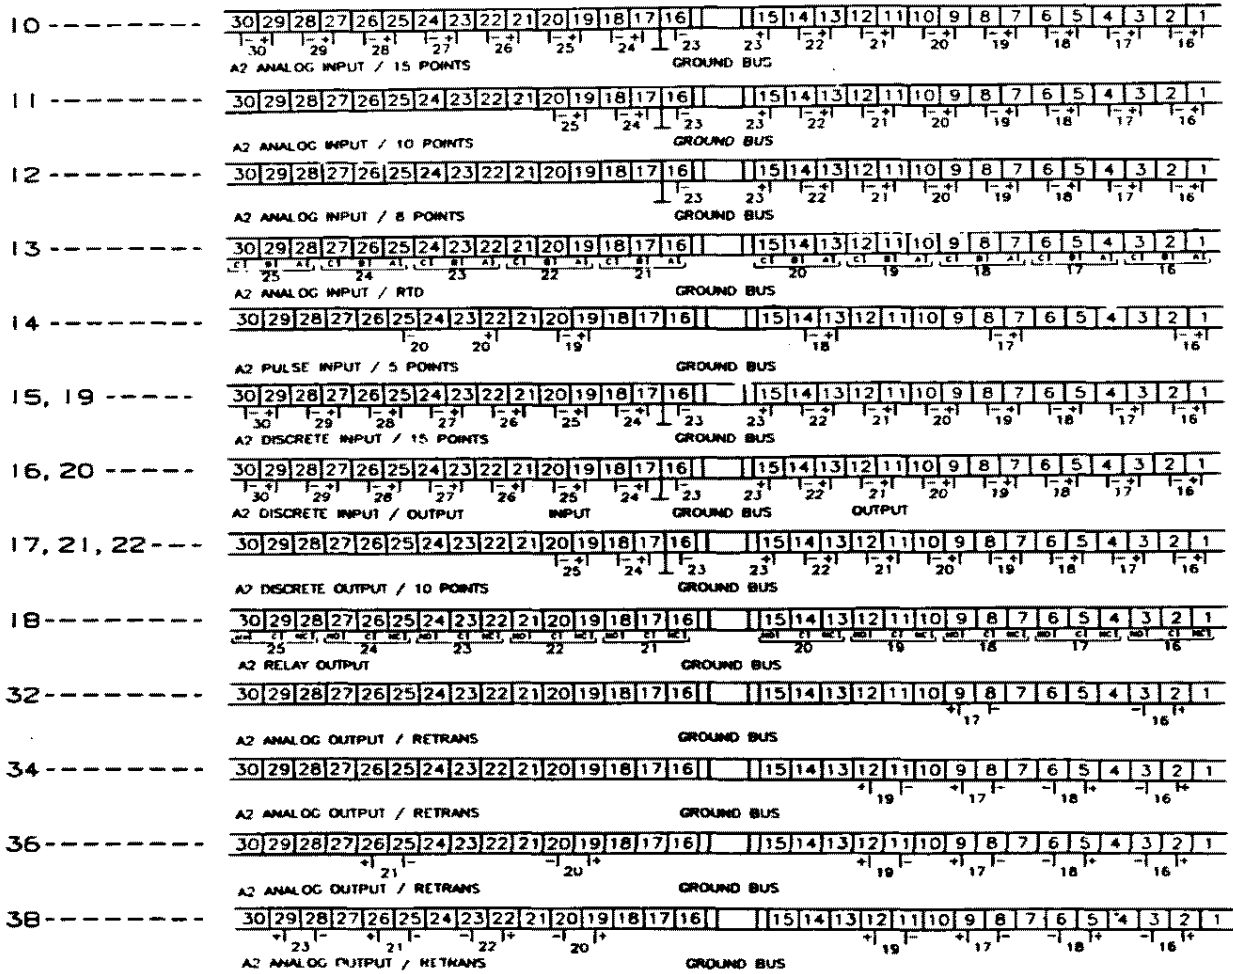 10 -------- 30 29 28 27 26 25 24 23 22 21 20 19 18 17 16 15 14 13 12 11 10 9 8 7 6 5 4 3 2 1
- + - + - + - + - + - + - + - + - + - + - + - + - + - + - +
30 29 28 27 26 25 24 23 23 22 21 20 19 18 17 16
A2 ANALOG INPUT / 15 POINTS GROUND BUS
11 -------- 30 29 28 27 26 25 24 23 22 21 20 19 18 17 16 15 14 13 12 11 10 9 8 7 6 5 4 3 2 1
- + - + - + - + - + - + - + - + - + - +
25 24 23 23 22 21 20 19 18 17 16
A2 ANALOG INPUT / 10 POINTS GROUND BUS
12 -------- 30 29 28 27 26 25 24 23 22 21 20 19 18 17 16 15 14 13 12 11 10 9 8 7 6 5 4 3 2 1
- + - + - + - + - + - + - + - +
23 23 22 21 20 19 18 17 16
A2 ANALOG INPUT / 8 POINTS GROUND BUS
13 -------- 30 29 28 27 26 25 24 23 22 21 20 19 18 17 16 15 14 13 12 11 10 9 8 7 6 5 4 3 2 1
25 24 23 22 21 20 19 18 17 16
A2 ANALOG INPUT / RTD GROUND BUS
14 -------- 30 29 28 27 26 25 24 23 22 21 20 19 18 17 16 15 14 13 12 11 10 9 8 7 6 5 4 3 2 1
- + - + - + - + - +
20 20 19 18 17 16
A2 PULSE INPUT / 5 POINTS GROUND BUS
15, 19 ----- 30 29 28 27 26 25 24 23 22 21 20 19 18 17 16 15 14 13 12 11 10 9 8 7 6 5 4 3 2 1
- + - + - + - + - + - + - + - + - + - + - + - + - + - + - +
30 29 28 27 26 25 24 23 23 22 21 20 19 18 17 16
A2 DISCRETE INPUT / 15 POINTS GROUND BUS
16, 20 ----- 30 29 28 27 26 25 24 23 22 21 20 19 18 17 16 15 14 13 12 11 10 9 8 7 6 5 4 3 2 1
- + - + - + - + - + - + - + - + - + - + - + - + - + - + - +
30 29 28 27 26 25 24 23 23 22 21 20 19 18 17 16
A2 DISCRETE INPUT / OUTPUT INPUT GROUND BUS OUTPUT
17, 21, 22--- 30 29 28 27 26 25 24 23 22 21 20 19 18 17 16 15 14 13 12 11 10 9 8 7 6 5 4 3 2 1
- + - + - + - + - + - + - + - + - + - +
25 24 23 23 22 21 20 19 18 17 16
A2 DISCRETE OUTPUT / 10 POINTS GROUND BUS
18 -------- 30 29 28 27 26 25 24 23 22 21 20 19 18 17 16 15 14 13 12 11 10 9 8 7 6 5 4 3 2 1
25 24 23 22 21 20 19 18 17 16
A2 RELAY OUTPUT GROUND BUS
32 -------- 30 29 28 27 26 25 24 23 22 21 20 19 18 17 16 15 14 13 12 11 10 9 8 7 6 5 4 3 2 1
+ - - +
17 16
A2 ANALOG OUTPUT / RETRANS GROUND BUS
34 -------- 30 29 28 27 26 25 24 23 22 21 20 19 18 17 16 15 14 13 12 11 10 9 8 7 6 5 4 3 2 1
+ - + - - + - +
19 17 18 16
A2 ANALOG OUTPUT / RETRANS GROUND BUS
36 -------- 30 29 28 27 26 25 24 23 22 21 20 19 18 17 16 15 14 13 12 11 10 9 8 7 6 5 4 3 2 1
+ - - + + - + - - + - +
21 20 19 17 18 16
A2 ANALOG OUTPUT / RETRANS GROUND BUS
38 -------- 30 29 28 27 26 25 24 23 22 21 20 19 18 17 16 15 14 13 12 11 10 9 8 7 6 5 4 3 2 1
+ - + - - + - + + - + - - + - +
23 21 22 20 19 17 18 16
A2 ANALOG OUTPUT / RETRANS GROUND BUS